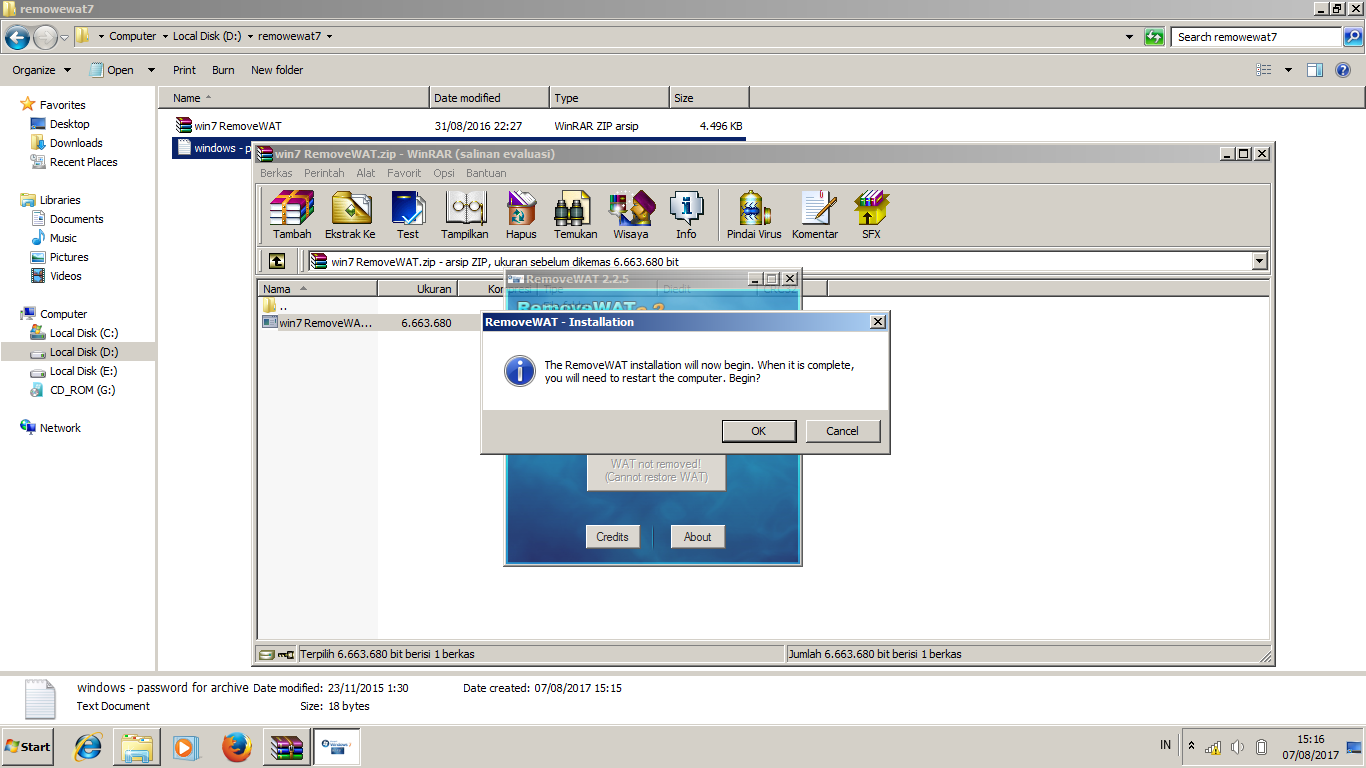 remowewat7
Computer Local Disk (D:) remowewat7
Search remowewat7
Organize Open Print Burn New folder
Name Date modified Type Size
win7 RemoveWAT 31/08/2016 22:27 WinRAR ZIP arsip 4.496 KB
windows - p
Favorites
Desktop
Downloads
Recent Places
Libraries
Documents
Music
Pictures
Videos
Computer
Local Disk (C:)
Local Disk (D:)
Local Disk (E:)
CD_ROM (G:)
Network
win7 RemoveWAT.zip - WinRAR (salinan evaluasi)
Berkas Perintah Alat Favorit Opsi Bantuan
Tambah Ekstrak Ke Test Tampilkan Hapus Temukan Wisaya Info Pindai Virus Komentar SFX
win7 RemoveWAT.zip - arsip ZIP, ukuran sebelum dikemas 6.663.680 bit
Nama Ukuran
..
win7 RemoveWA... 6.663.680
RemoveWAT 2.2.5
RemoveWAT
RemoveWAT - Installation
The RemoveWAT installation will now begin. When it is complete,
you will need to restart the computer. Begin?
OK Cancel
WAT not removed!
(Cannot restore WAT)
Credits About
Terpilih 6.663.680 bit berisi 1 berkas Jumlah 6.663.680 bit berisi 1 berkas
windows - password for archive Date modified: 23/11/2015 1:30 Date created: 07/08/2017 15:15
Text Document Size: 18 bytes
Start IN 15:16
07/08/2017